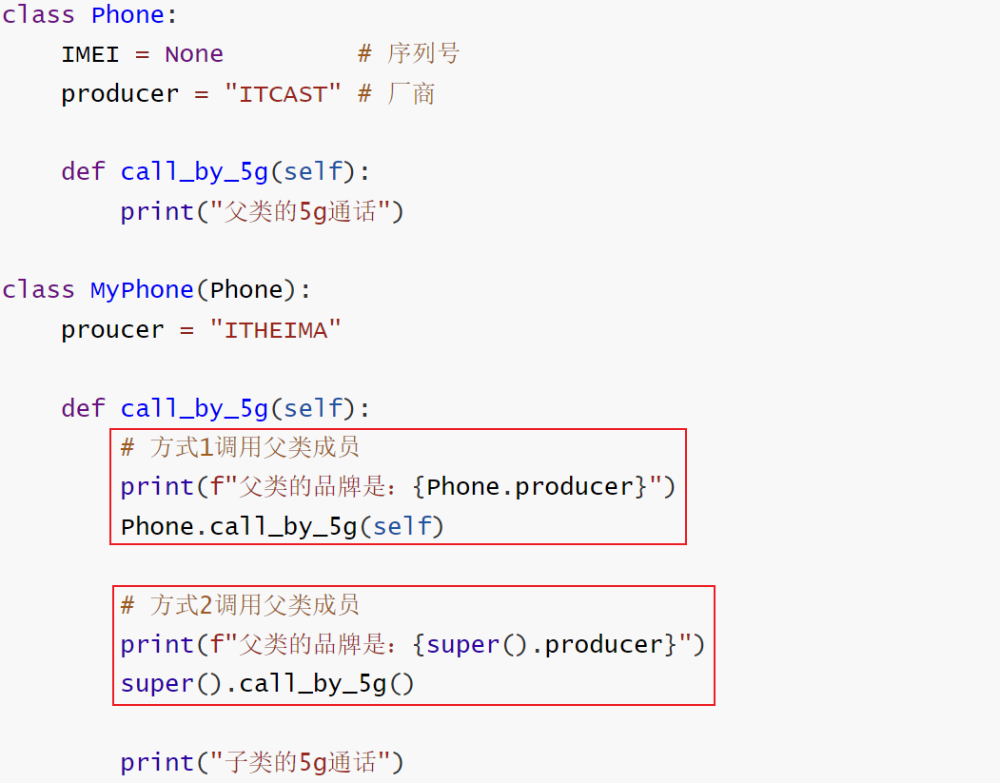 class Phone:
    IMEI = None         # 序列号
    producer = "ITCAST" # 厂商

    def call_by_5g(self):
        print("父类的5g通话")

class MyPhone(Phone):
    proucer = "ITHEIMA"

    def call_by_5g(self):
        # 方式1调用父类成员
        print(f"父类的品牌是：{Phone.producer}")
        Phone.call_by_5g(self)

        # 方式2调用父类成员
        print(f"父类的品牌是：{super().producer}")
        super().call_by_5g()

        print("子类的5g通话")